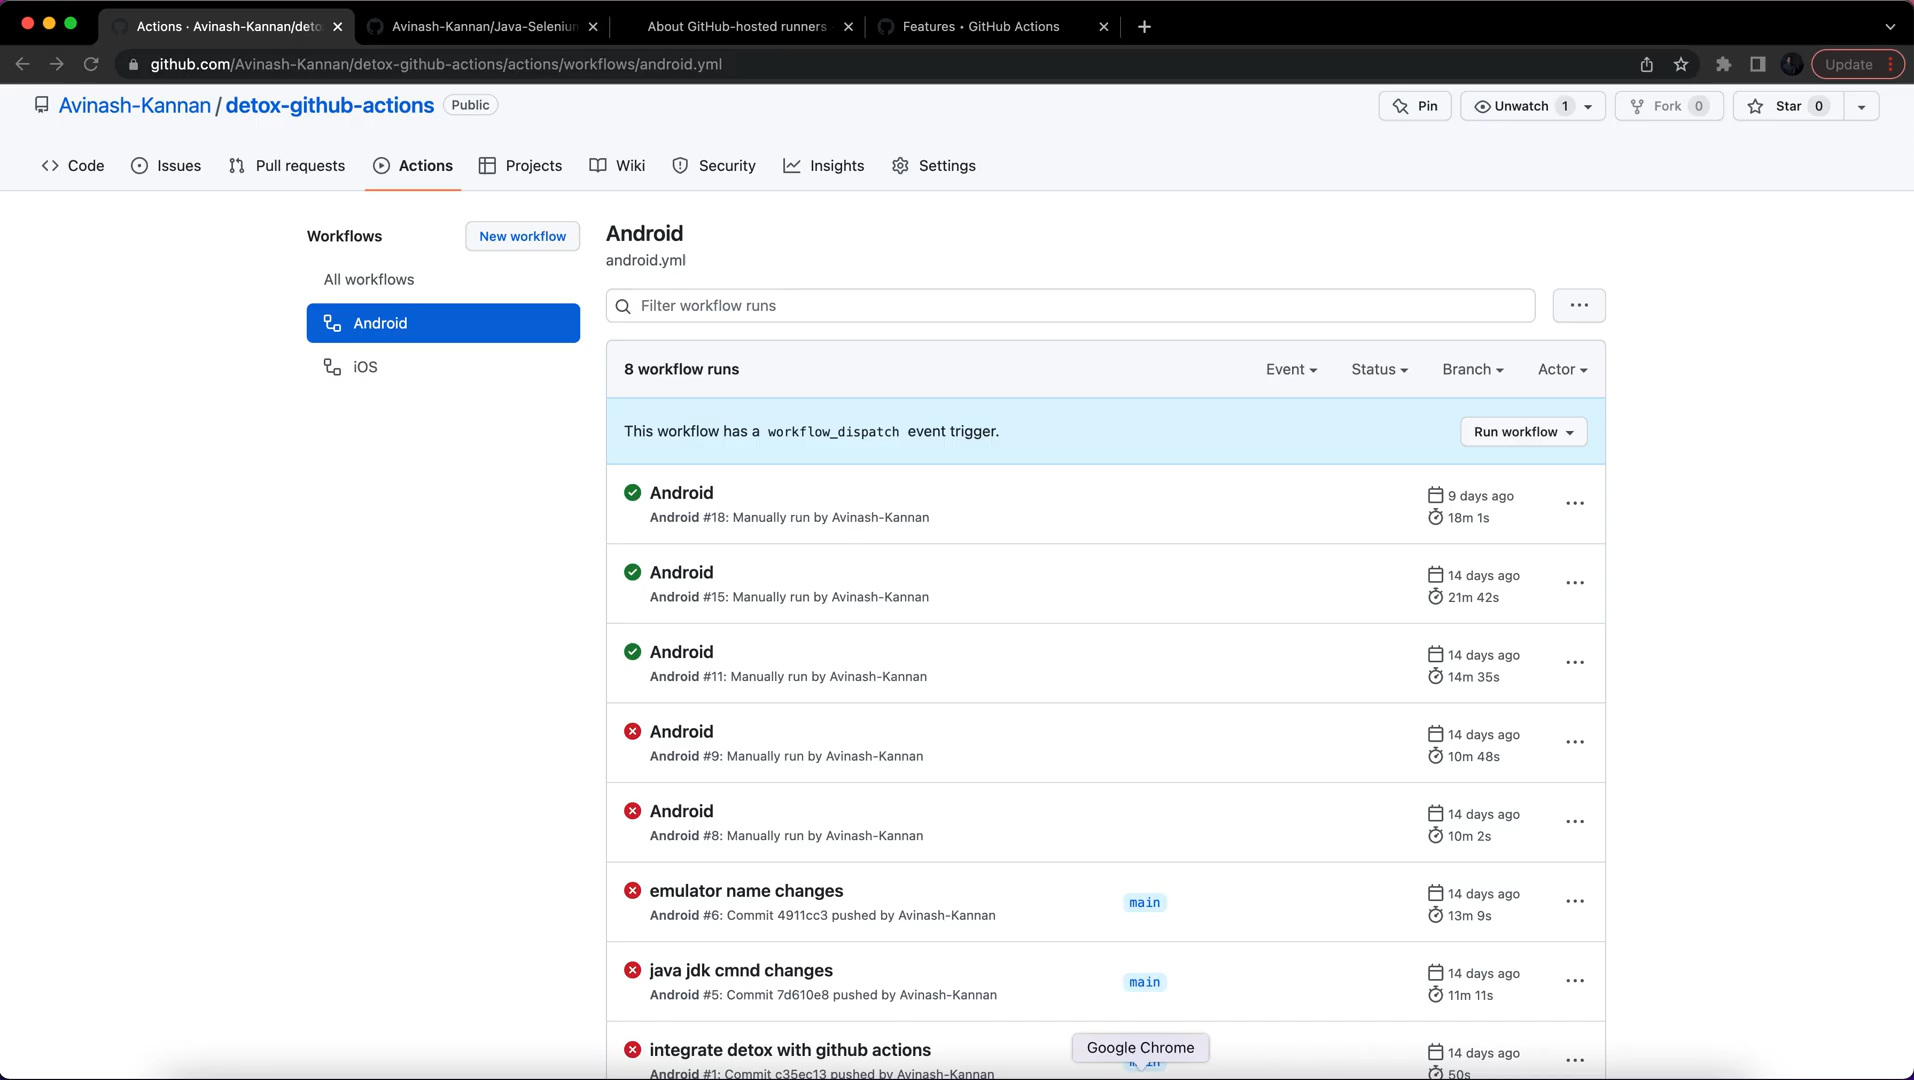 Actions · Avinash-Kannan/deto
Avinash-Kannan/Java-Selenium
About GitHub-hosted runners
Features • GitHub Actions
github.com/Avinash-Kannan/detox-github-actions/actions/workflows/android.yml
Update
Avinash-Kannan / detox-github-actions Public
Pin
Unwatch 1
Fork 0
Star 0
Code
Issues
Pull requests
Actions
Projects
Wiki
Security
Insights
Settings
Workflows
New workflow
All workflows
Android
iOS
Android
android.yml
Filter workflow runs
8 workflow runs
Event
Status
Branch
Actor
This workflow has a workflow_dispatch event trigger.
Run workflow
Android
9 days ago
Android #18: Manually run by Avinash-Kannan
18m 1s
Android
14 days ago
Android #15: Manually run by Avinash-Kannan
21m 42s
Android
14 days ago
Android #11: Manually run by Avinash-Kannan
14m 35s
Android
14 days ago
Android #9: Manually run by Avinash-Kannan
10m 48s
Android
14 days ago
Android #8: Manually run by Avinash-Kannan
10m 2s
emulator name changes
main
14 days ago
Android #6: Commit 4911cc3 pushed by Avinash-Kannan
13m 9s
java jdk cmnd changes
main
14 days ago
Android #5: Commit 7d610e8 pushed by Avinash-Kannan
11m 11s
integrate detox with github actions
Google Chrome
14 days ago
Android #1: Commit c35ec13 pushed by Avinash-Kannan
50s